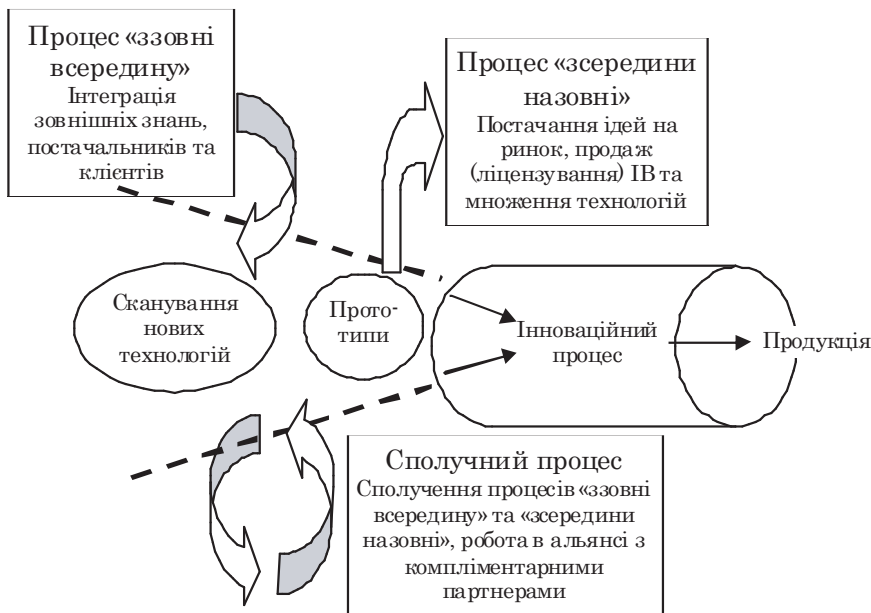 Процес «ззовні
всередину»
Інтеграція
зовнішніх знань,
постачальників та
клієнтів
Процес «зсередини
назовні»
Постачання ідей на
ринок, продаж
(ліцензування) ІВ та
множення технологій
Сканування
нових
технологій
Прото-
типи
Інноваційний
процес
Продукція
Сполучний процес
Сполучення процесів «ззовні
всередину» та «зсередини
назовні», робота в альянсі з
компліментарними
партнерами